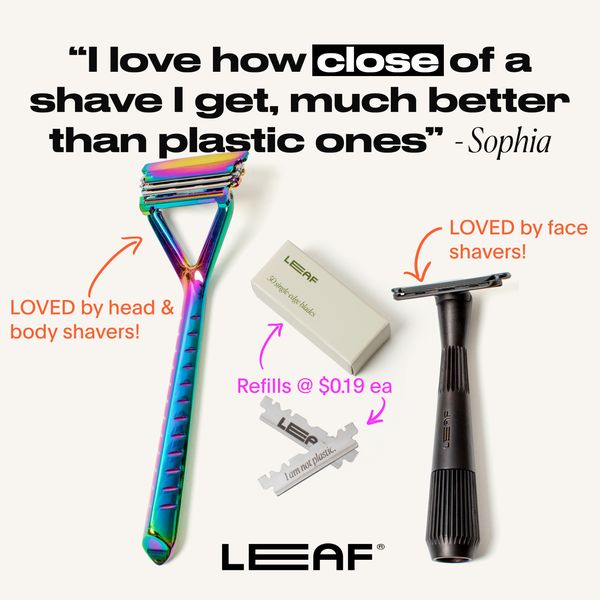 “I love how close of a
shave I get, much better
than plastic ones” - Sophia
LOVED by face
shavers!
LOVED by head &
body shavers!
LEAF
50 single-edge blades
Refills @ $0.19 ea
LEAF
I am not plastic.
LEAF
LEAF®